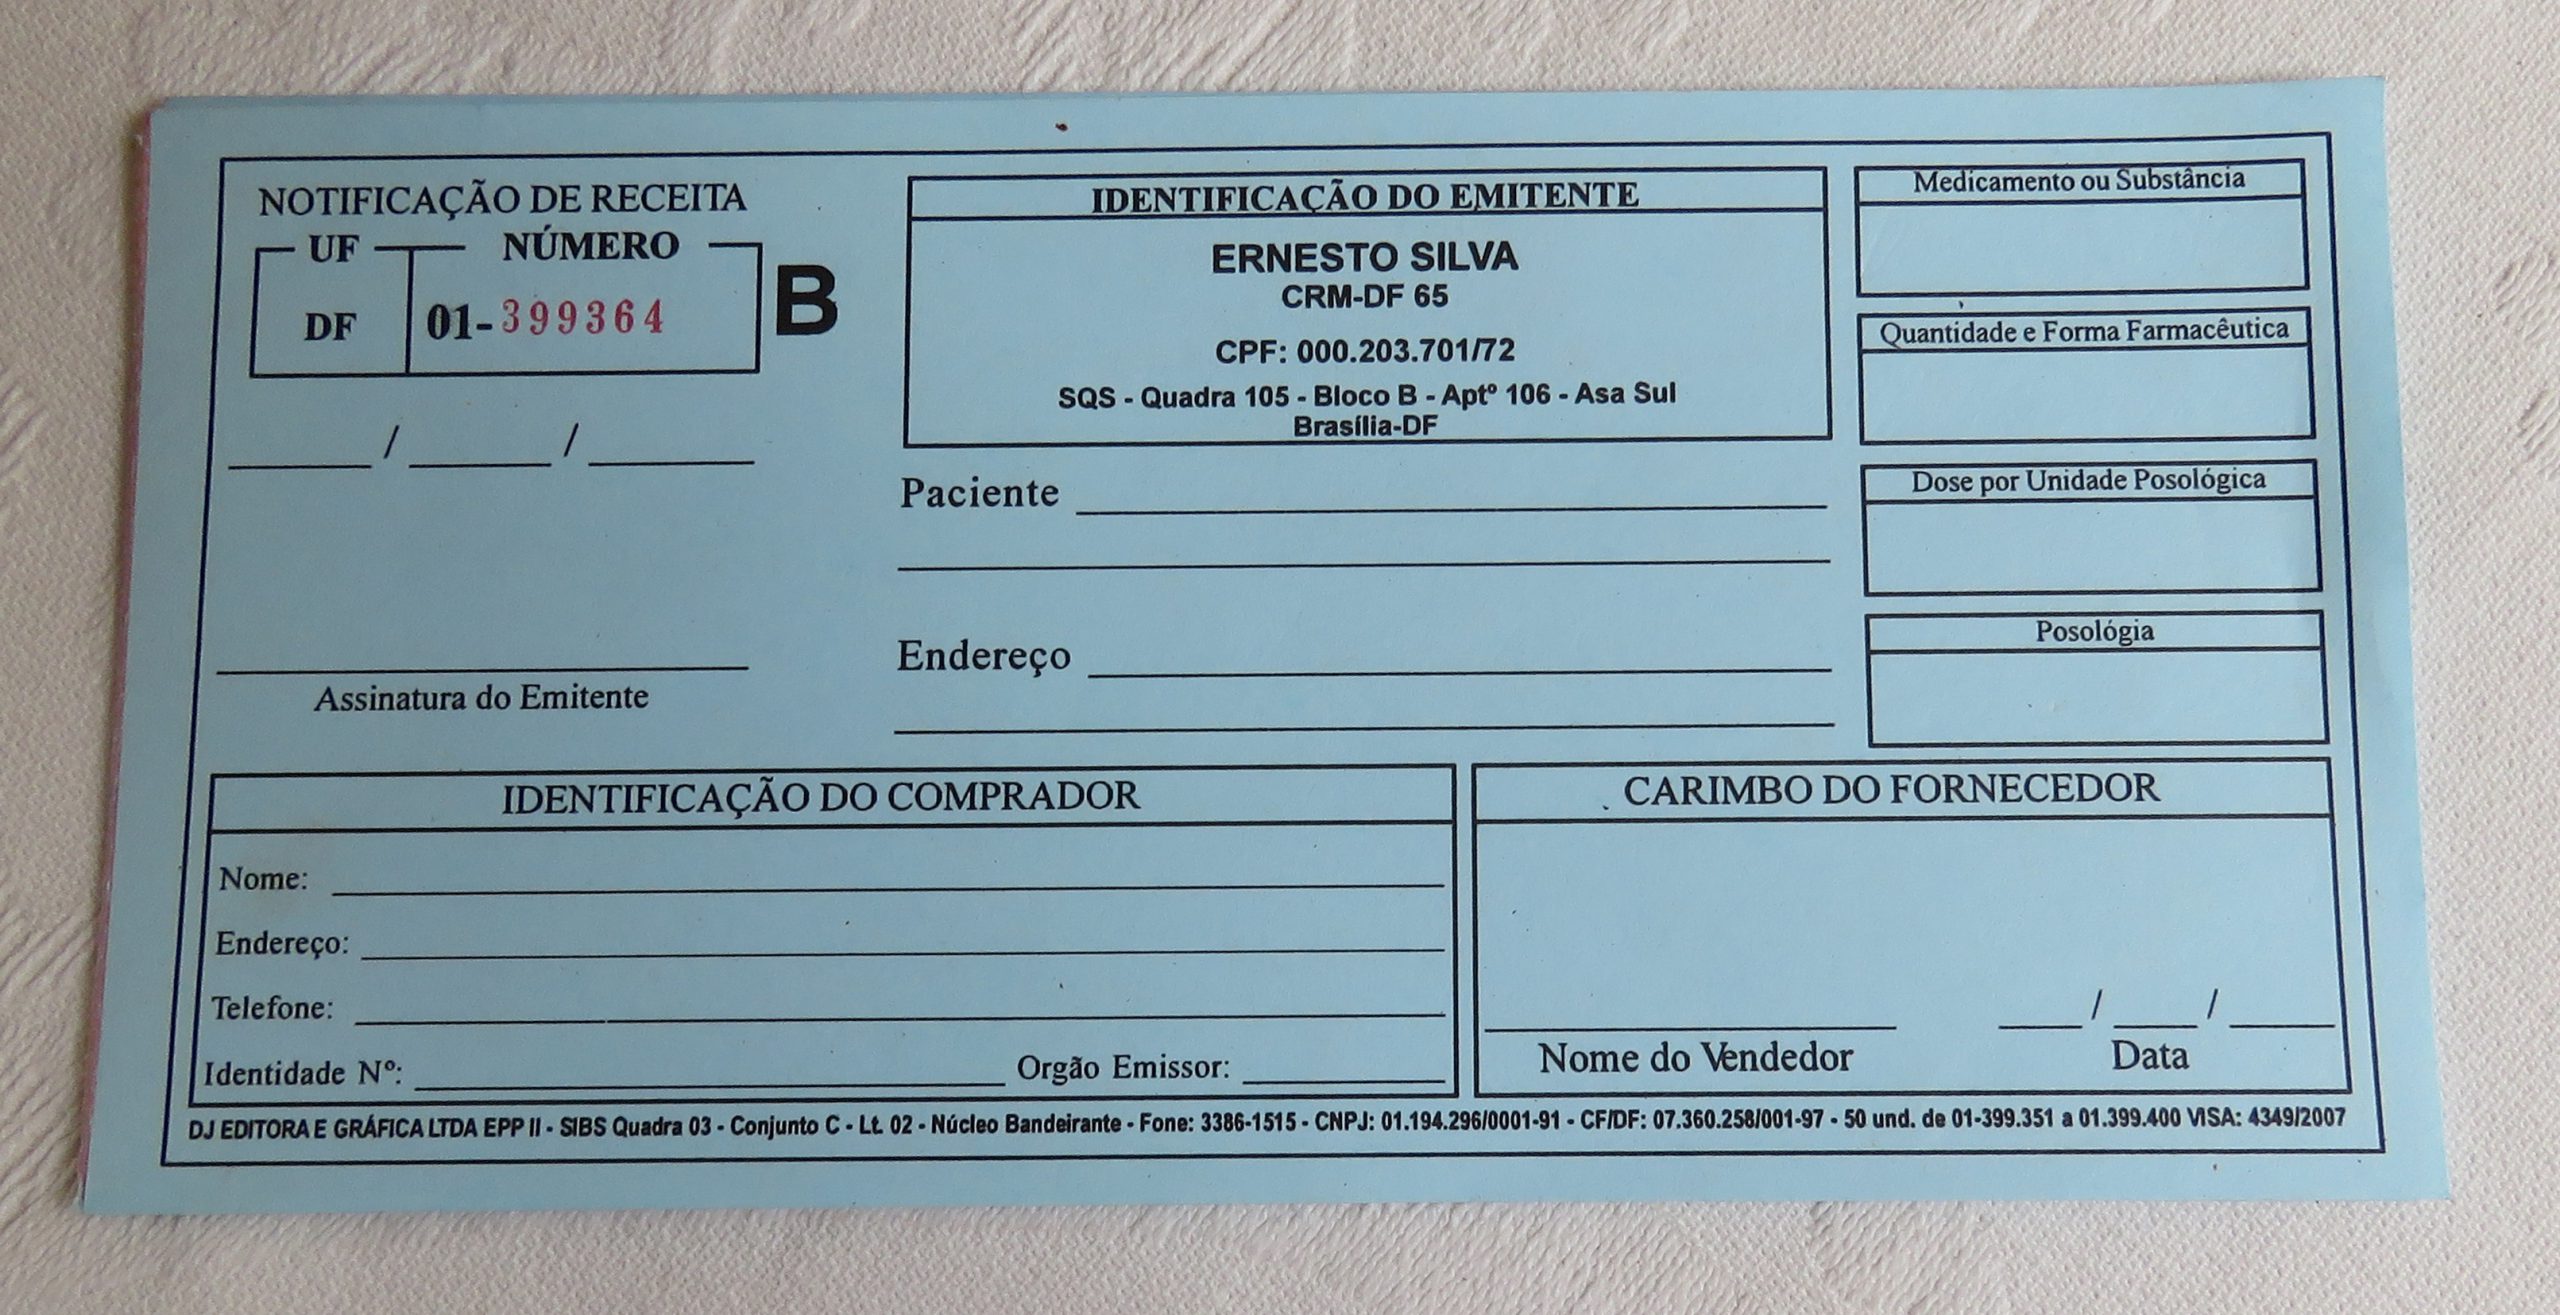 NOTIFICAÇÃO DE RECEITA
UF NÚMERO
DF 01-399364
B
/ /
Assinatura do Emitente
IDENTIFICAÇÃO DO EMITENTE
ERNESTO SILVA
CRM-DF 65
CPF: 000.203.701/72
SQS - Quadra 105 - Bloco B - Aptº 106 - Asa Sul
Brasília-DF
Paciente
Endereço
Medicamento ou Substância
Quantidade e Forma Farmacêutica
Dose por Unidade Posológica
Posológia
IDENTIFICAÇÃO DO COMPRADOR
Nome:
Endereço:
Telefone:
Identidade Nº: Orgão Emissor:
CARIMBO DO FORNECEDOR
/ /
Nome do Vendedor Data
DJ EDITORA E GRÁFICA LTDA EPP II - SIBS Quadra 03 - Conjunto C - Lt. 02 - Núcleo Bandeirante - Fone: 3386-1515 - CNPJ: 01.194.296/0001-91 - CF/DF: 07.360.258/001-97 - 50 und. de 01-399.351 a 01.399.400 VISA: 4349/2007